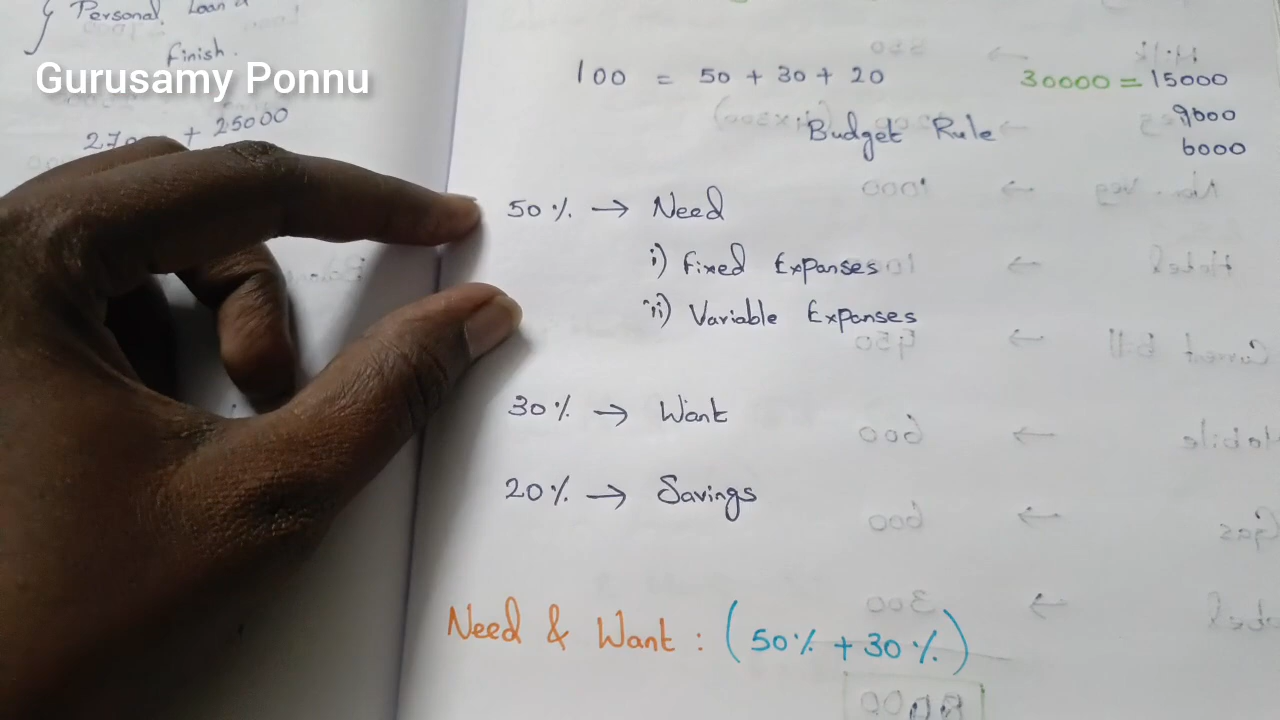 Personal Loan
Finish.
Gurusamy Ponnu
+ 25000
100 = 50 + 30 + 20
30000 = 15000
9000
6000
Budget Rule
50% → Need
i) Fixed Expanses
ii) Variable Expanses
30% → Want
20% → Savings
Need & Want : (50% + 30%)